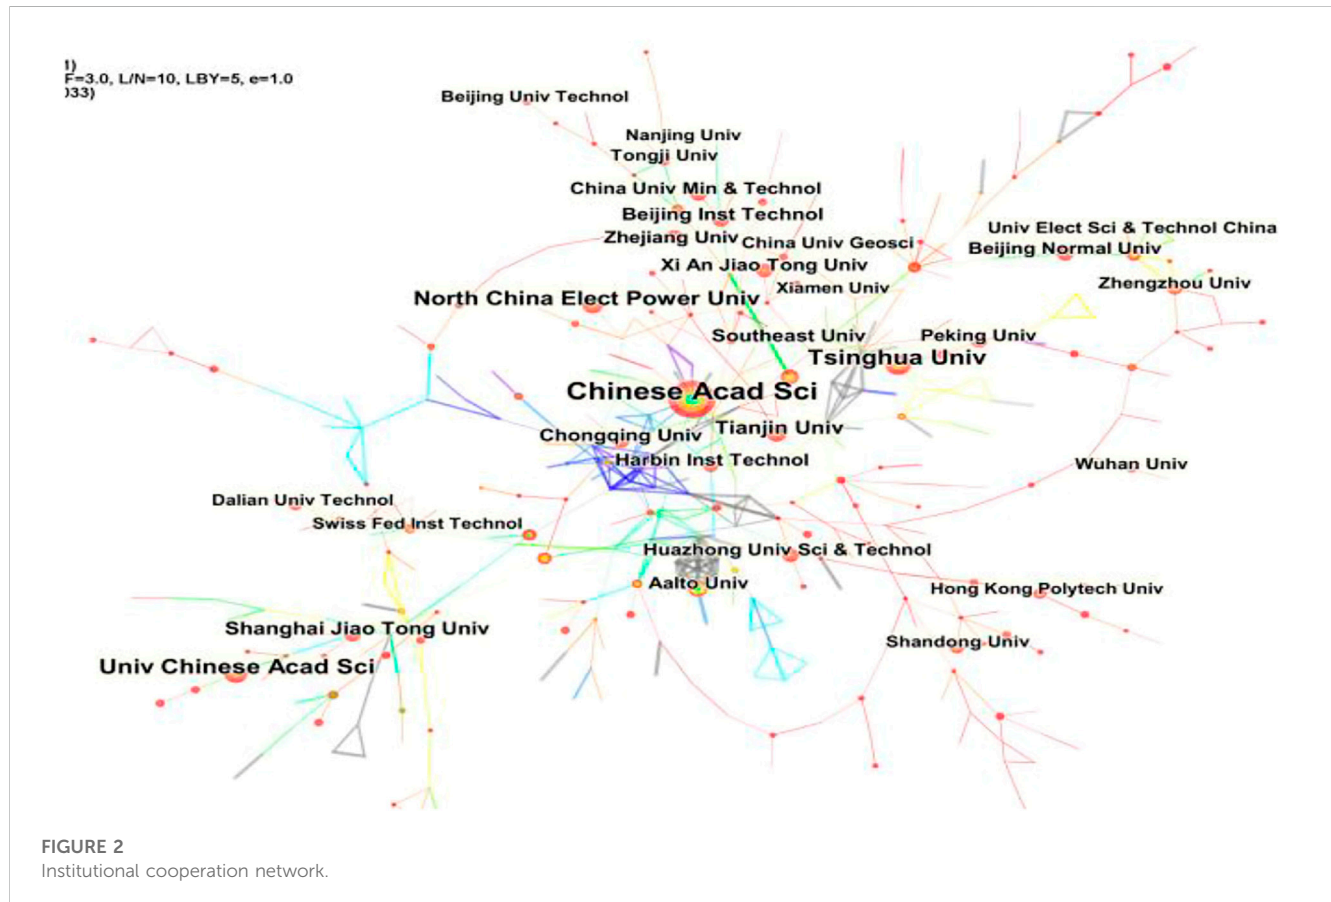 1)
F=3.0, L/N=10, LBY=5, e=1.0
)33)
Beijing Univ Technol
Nanjing Univ
Tongji Univ
China Univ Min & Technol
Beijing Inst Technol
Zhejiang Univ
China Univ Geosci
Univ Elect Sci & Technol China
Beijing Normal Univ
Xi An Jiao Tong Univ
Xiamen Univ
Zhengzhou Univ
North China Elect Power Univ
Southeast Univ
Peking Univ
Tsinghua Univ
Chinese Acad Sci
Tianjin Univ
Chongqing Univ
Harbin Inst Technol
Wuhan Univ
Dalian Univ Technol
Swiss Fed Inst Technol
Huazhong Univ Sci & Technol
Aalto Univ
Hong Kong Polytech Univ
Shanghai Jiao Tong Univ
Shandong Univ
Univ Chinese Acad Sci
FIGURE 2
Institutional cooperation network.